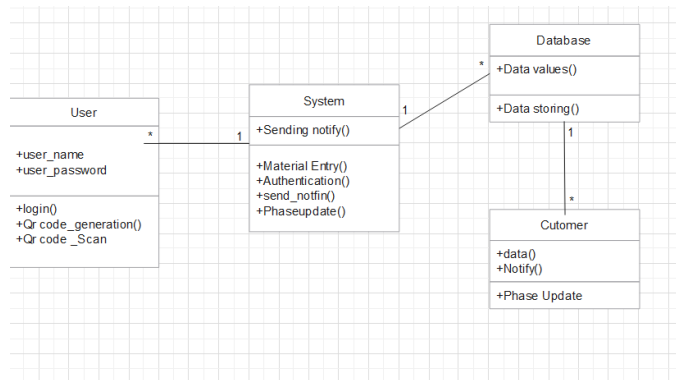 User
+user_name
+user_password
+login()
+Qr code_generation()
+Qr code _Scan
*
1
System
+Sending notify()
+Material Entry()
+Authentication()
+send_notfin()
+Phaseupdate()
1
*
Database
+Data values()
+Data storing()
1
*
Cutomer
+data()
+Notify()
+Phase Update